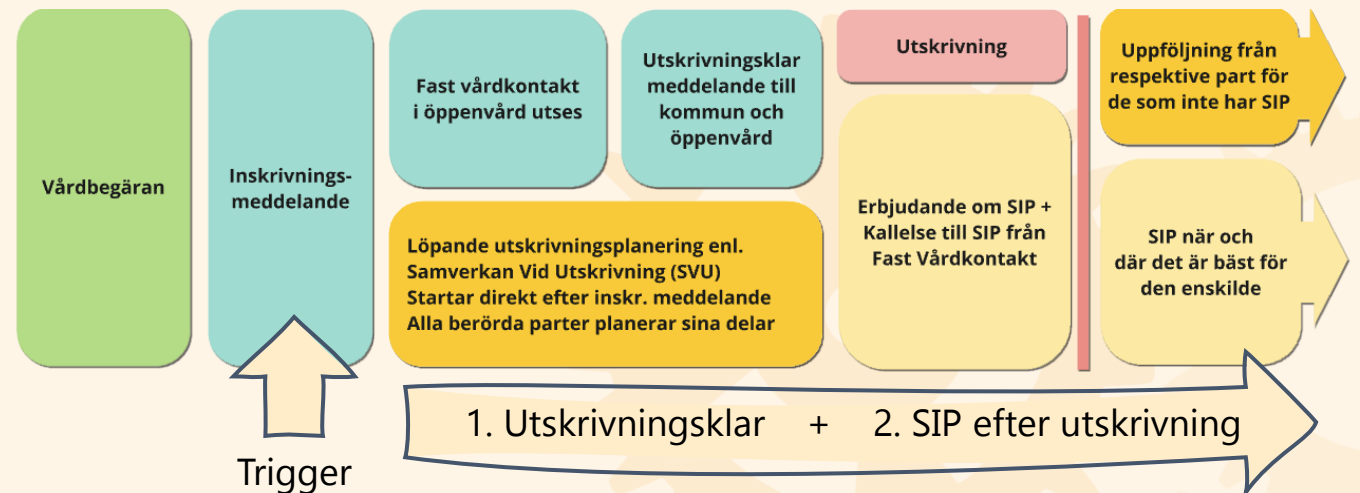 Vårdbegäran
Inskrivnings-
meddelande
Fast vårdkontakt
i öppenvård utses
Utskrivningsklar
meddelande till
kommun och
öppenvård
Löpande utskrivningsplanering enl.
Samverkan Vid Utskrivning (SVU)
Startar direkt efter inskr. meddelande
Alla berörda parter planerar sina delar
Utskrivning
Erbjudande om SIP +
Kallelse till SIP från
Fast Vårdkontakt
Uppföljning från
respektive part för
de som inte har SIP
SIP när och
där det är bäst för
den enskilde
1. Utskrivningsklar + 2. SIP efter utskrivning
Trigger